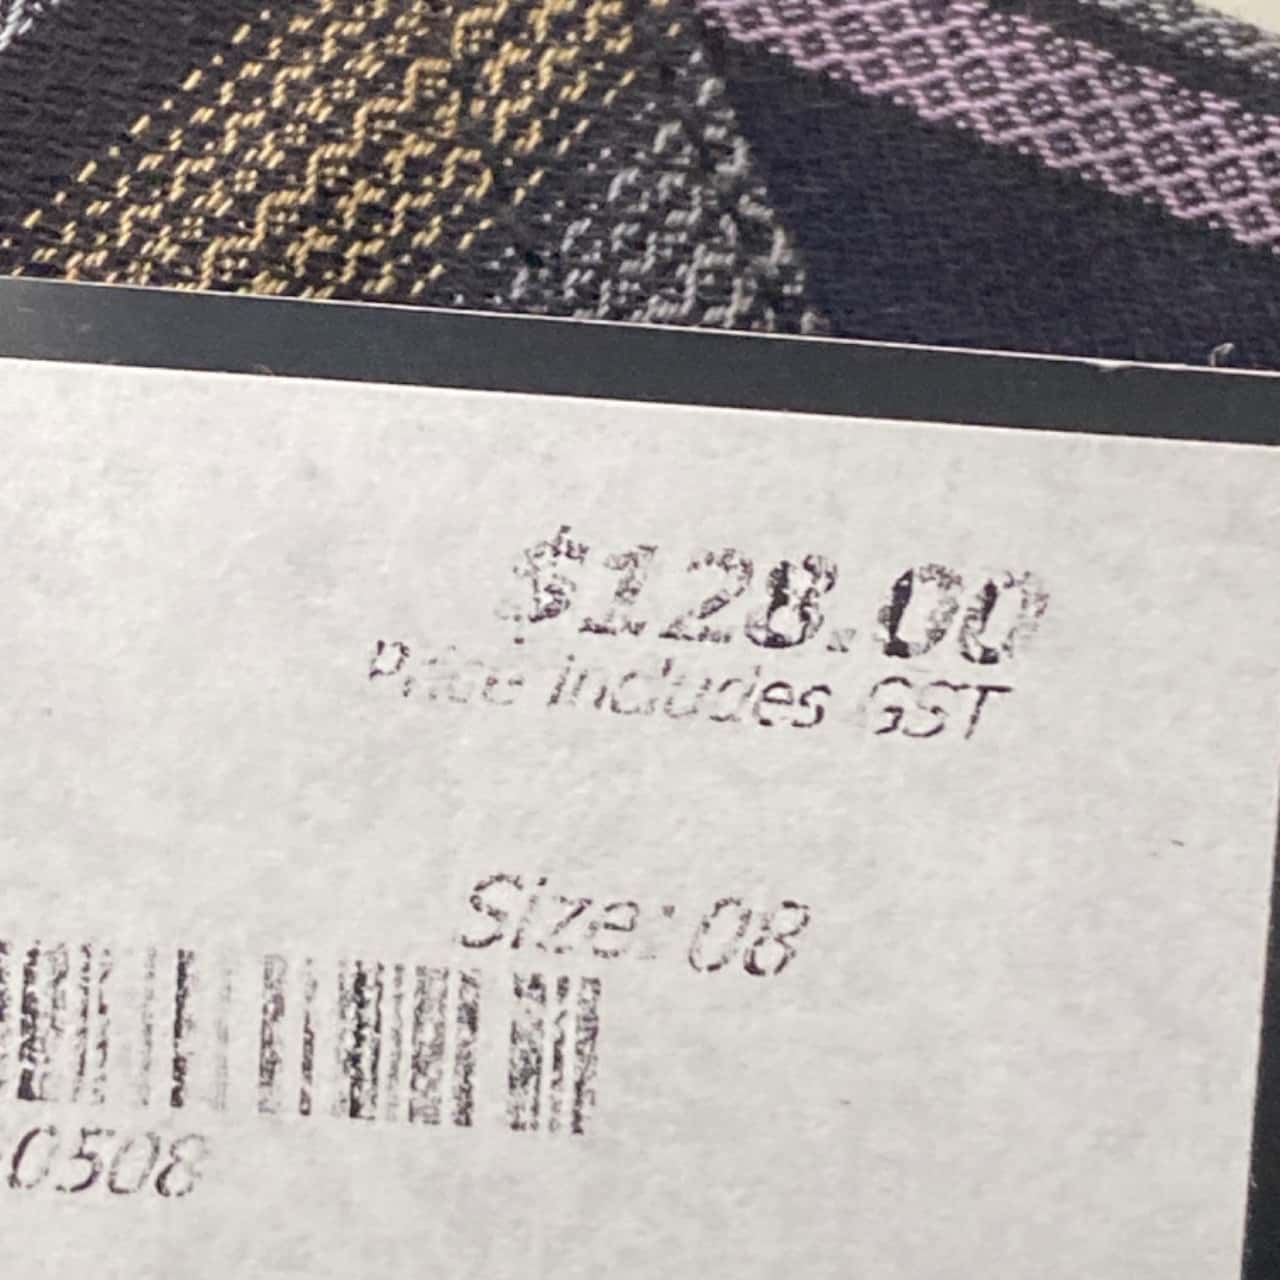 $128.00
Price includes GST
Size: 08
0508